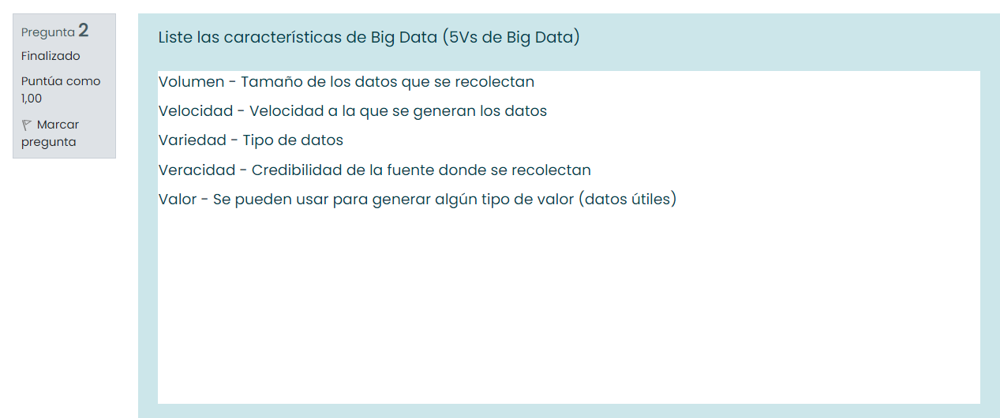 Pregunta 2
Finalizado
Puntúa como
1,00
Marcar
pregunta
Liste las características de Big Data (5Vs de Big Data)
Volumen - Tamaño de los datos que se recolectan
Velocidad - Velocidad a la que se generan los datos
Variedad - Tipo de datos
Veracidad - Credibilidad de la fuente donde se recolectan
Valor - Se pueden usar para generar algún tipo de valor (datos útiles)